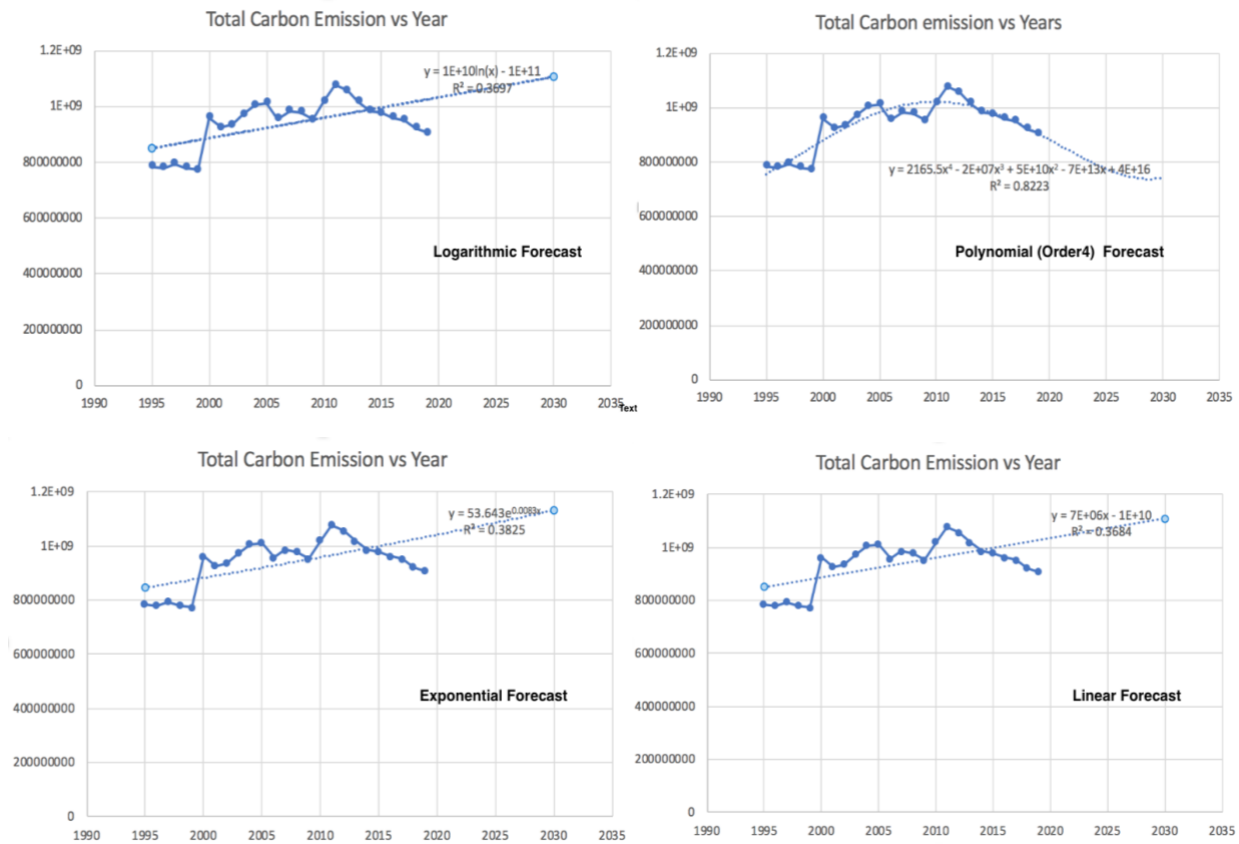 Total Carbon Emission vs Year
1.2E+09
1E+09
800000000
600000000
400000000
200000000
0
1990 1995 2000 2005 2010 2015 2020 2025 2030 2035
y = 1E+10ln(x) - 1E+11
R² = 0.3697
Logarithmic Forecast
Text
Total Carbon emission vs Years
1.2E+09
1E+09
800000000
600000000
400000000
200000000
0
1990 1995 2000 2005 2010 2015 2020 2025 2030 2035
y = 2165.5x⁴ - 2E+07x³ + 5E+10x² - 7E+13x + 4E+16
R² = 0.8223
Polynomial (Order4) Forecast
Total Carbon Emission vs Year
1.2E+09
1E+09
800000000
600000000
400000000
200000000
0
1990 1995 2000 2005 2010 2015 2020 2025 2030 2035
y = 53.643e^0.0083x
R² = 0.3825
Exponential Forecast
Total Carbon Emission vs Year
1.2E+09
1E+09
800000000
600000000
400000000
200000000
0
1990 1995 2000 2005 2010 2015 2020 2025 2030 2035
y = 7E+06x - 1E+10
R² = 0.3684
Linear Forecast